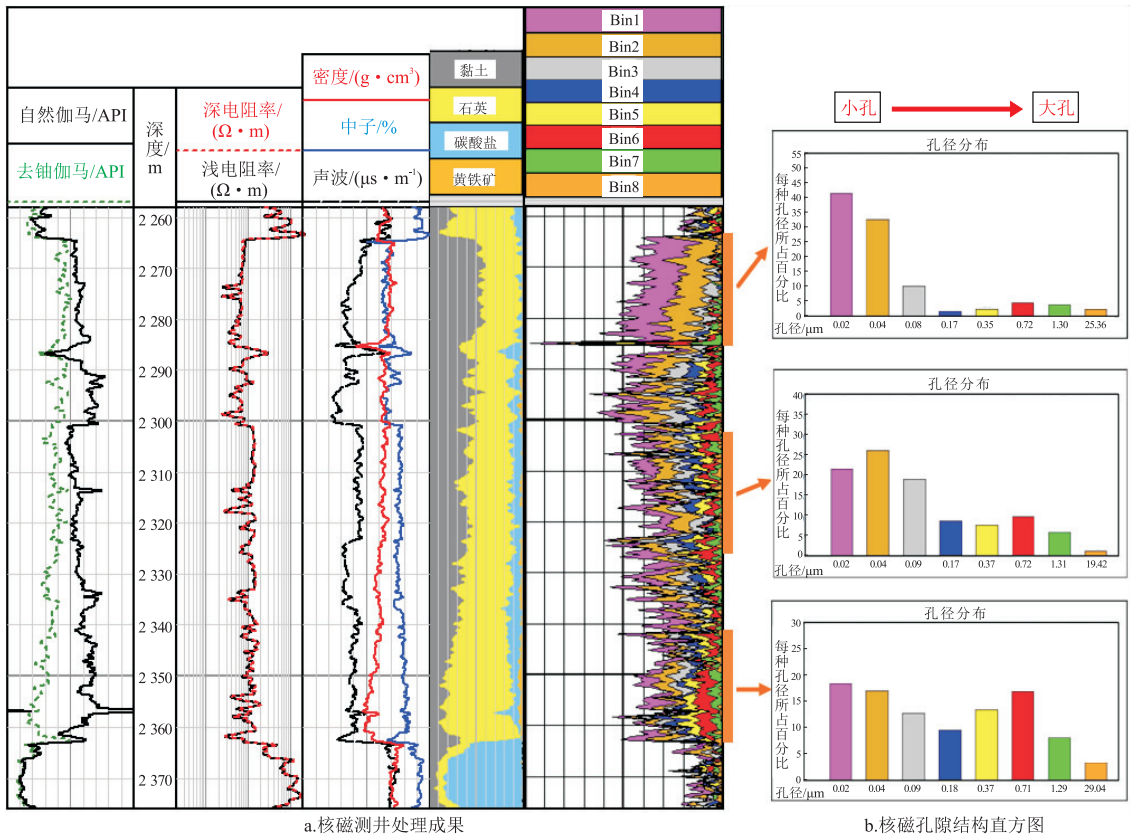 自然伽马/API
去铀伽马/API
深度/m
深电阻率/
(Ω·m)
浅电阻率/
(Ω·m)
密度/(g·cm³)
中子/%
声波/(μs·m⁻¹)
黏土
石英
碳酸盐
黄铁矿
Bin1
Bin2
Bin3
Bin4
Bin5
Bin6
Bin7
Bin8
2 260
2 270
2 280
2 290
2 300
2 310
2 320
2 330
2 340
2 350
2 360
2 370
a.核磁测井处理成果
小孔
大孔
孔径分布
每种孔径所占百分比
55
50
45
40
35
30
25
20
15
10
5
0
孔径/μm
0.02 0.04 0.08 0.17 0.35 0.72 1.30 25.36
孔径分布
每种孔径所占百分比
40
35
30
25
20
15
10
5
0
孔径/μm
0.02 0.04 0.09 0.18 0.37 0.72 1.31 19.42
孔径分布
每种孔径所占百分比
30
25
20
15
10
5
0
孔径/μm
0.02 0.04 0.09 0.18 0.37 0.71 1.29 29.04
b.核磁孔隙结构直方图